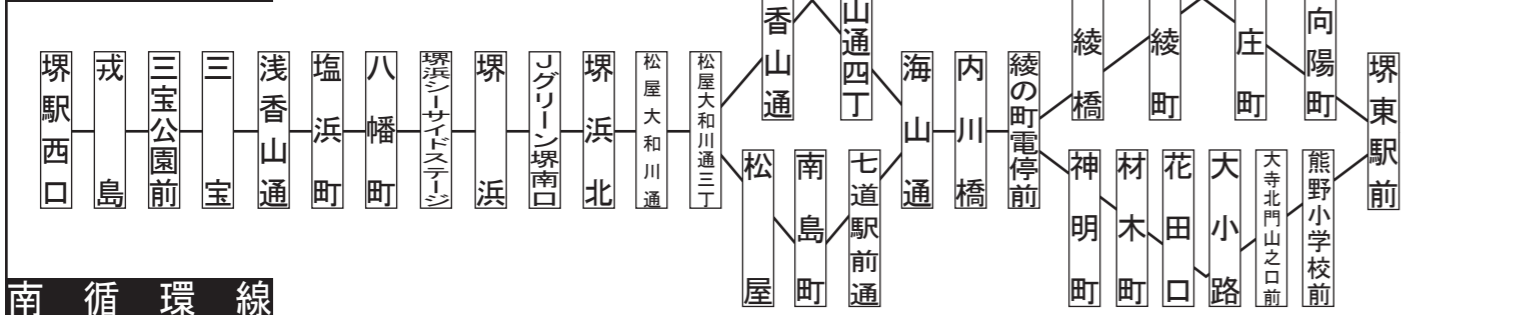 堺駅西口
戎島
三宝公園前
三宝
浅香山通
塩浜町
八幡町
堺浜シーサイドステージ
堺浜
Jグリーン堺南口
堺浜北
松屋大和川通
松屋大和川通三丁
香山通
山通四丁
松屋
南島町
七道駅前通
海山通
内川橋
綾の町電停前
綾橋
綾町
庄町
向陽町
神明町
材木町
花田口
大小路
大寺北門山之口前
熊野小学校前
堺東駅前
南循環線